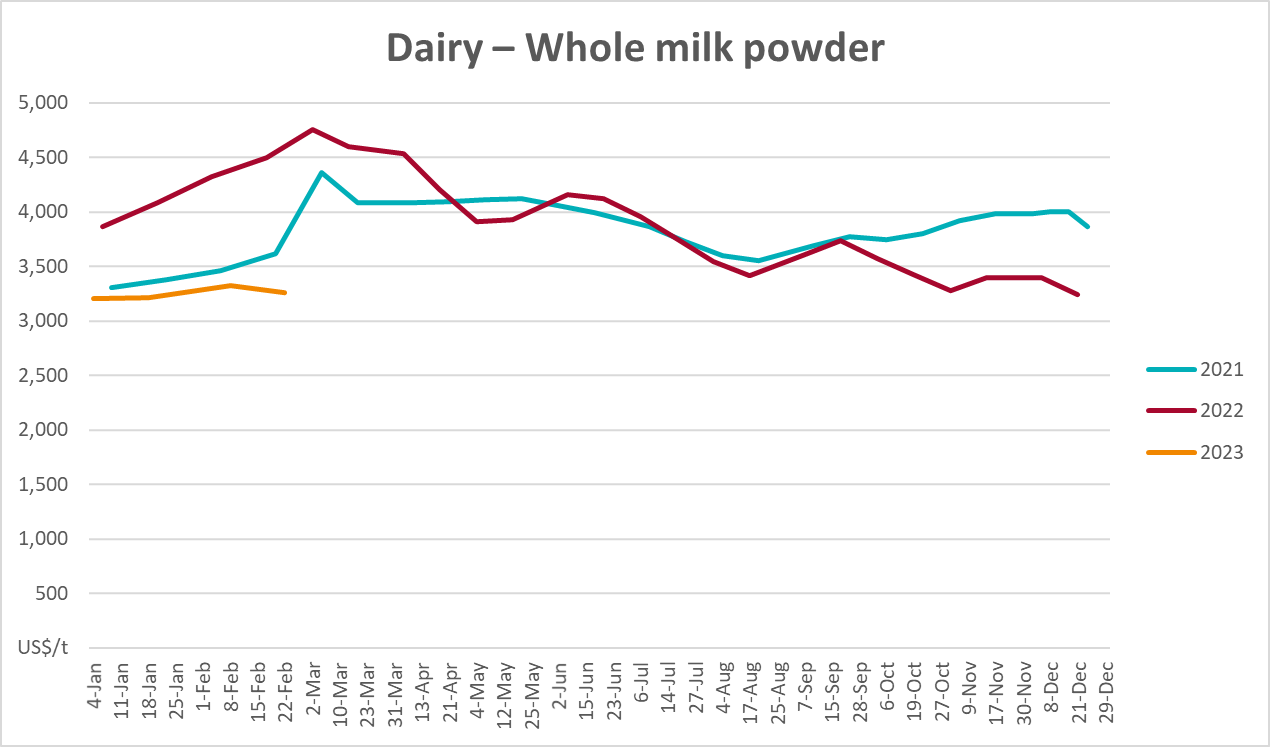 Dairy – Whole milk powder
5,000
4,500
4,000
3,500
3,000
2,500
2,000
1,500
1,000
500
US$/t
4-Jan
11-Jan
18-Jan
25-Jan
1-Feb
8-Feb
15-Feb
22-Feb
2-Mar
10-Mar
23-Mar
31-Mar
13-Apr
21-Apr
4-May
12-May
25-May
2-Jun
15-Jun
23-Jun
6-Jul
14-Jul
27-Jul
4-Aug
17-Aug
25-Aug
7-Sep
15-Sep
28-Sep
6-Oct
19-Oct
27-Oct
9-Nov
17-Nov
30-Nov
8-Dec
21-Dec
29-Dec
2021
2022
2023